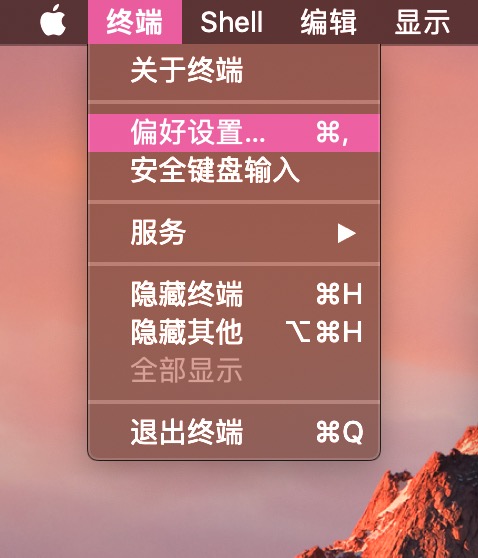 终端 Shell 编辑 显示
关于终端
偏好设置... ⌘,
安全键盘输入
服务 ▶
隐藏终端 ⌘H
隐藏其他 ⌥⌘H
全部显示
退出终端 ⌘Q